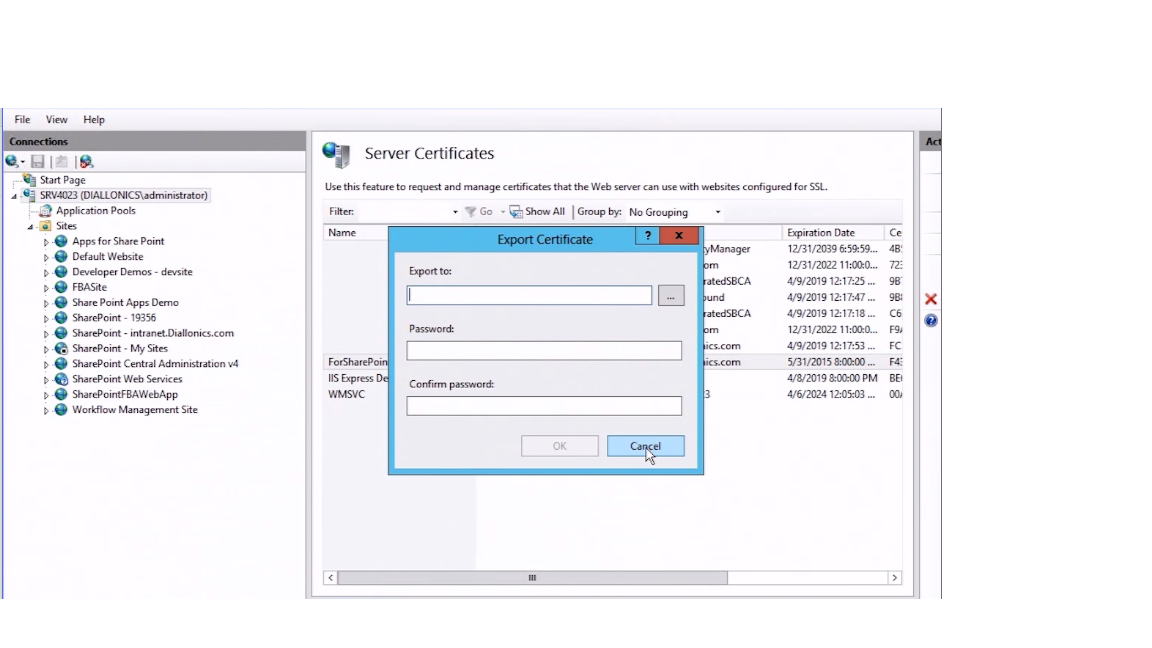 File View Help
Connections
Start Page
SRV4023 (DIALLONICS\administrator)
Application Pools
Sites
Apps for Share Point
Default Website
Developer Demos - devsite
FBASite
Share Point Apps Demo
SharePoint - 19356
SharePoint - intranet.Diallonics.com
SharePoint - My Sites
SharePoint Central Administration v4
SharePoint Web Services
SharePointFBAWebApp
Workflow Management Site
Server Certificates
Use this feature to request and manage certificates that the Web server can use with websites configured for SSL.
Filter: Go Show All Group by: No Grouping
Name Expiration Date Ce
yManager 12/31/2039 6:59:59... 4B
om 12/31/2022 11:00:0... 723
ratedSBCA 4/9/2019 12:17:25 ... 9B
ound 4/9/2019 12:17:47 ... 9B
ratedSBCA 4/9/2019 12:17:18 ... C6
om 12/31/2022 11:00:0... F9
nics.com 4/9/2019 12:17:53 ... FC
ForSharePoin ics.com 5/31/2015 8:00:00 ... F43
IIS Express De 4/8/2019 8:00:00 PM BE
WMSVC 3 4/6/2024 12:05:03 ... 00
Export Certificate ? x
Export to:
...
Password:
Confirm password:
OK Cancel
Act